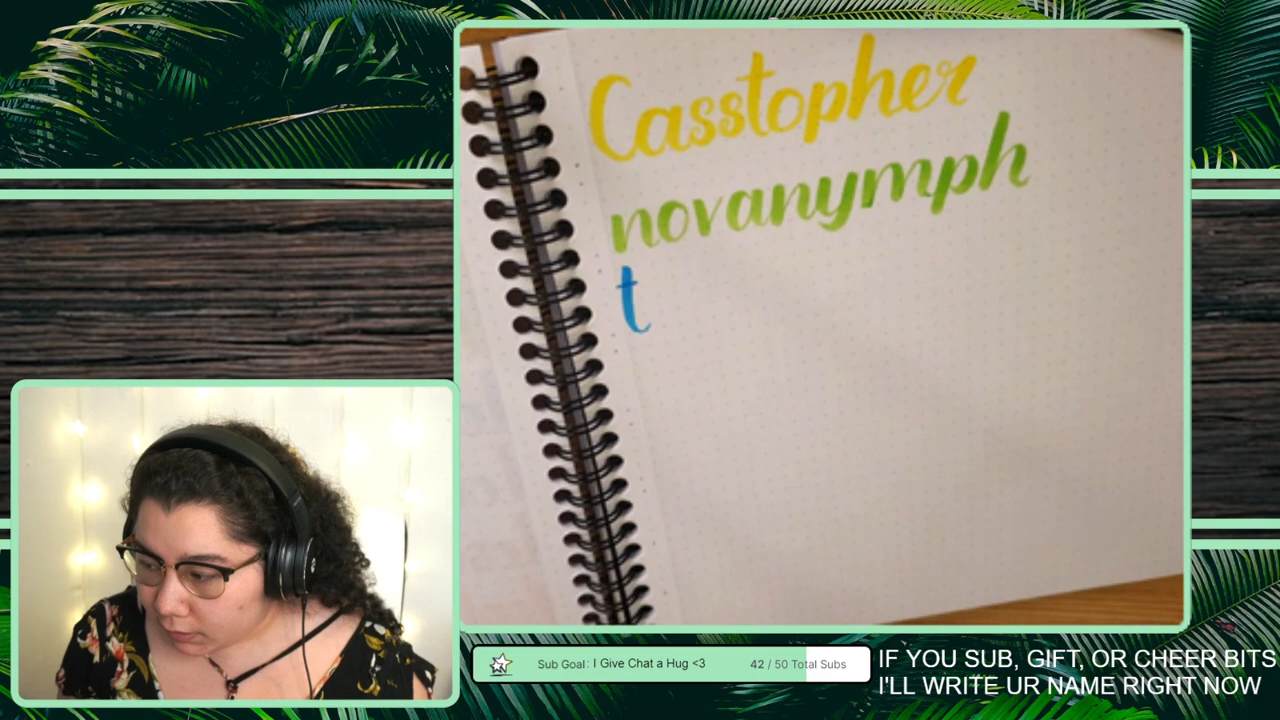 Casstopher
novanymph
t
Sub Goal: I Give Chat a Hug <3 42 / 50 Total Subs
IF YOU SUB, GIFT, OR CHEER BITS
I'LL WRITE UR NAME RIGHT NOW